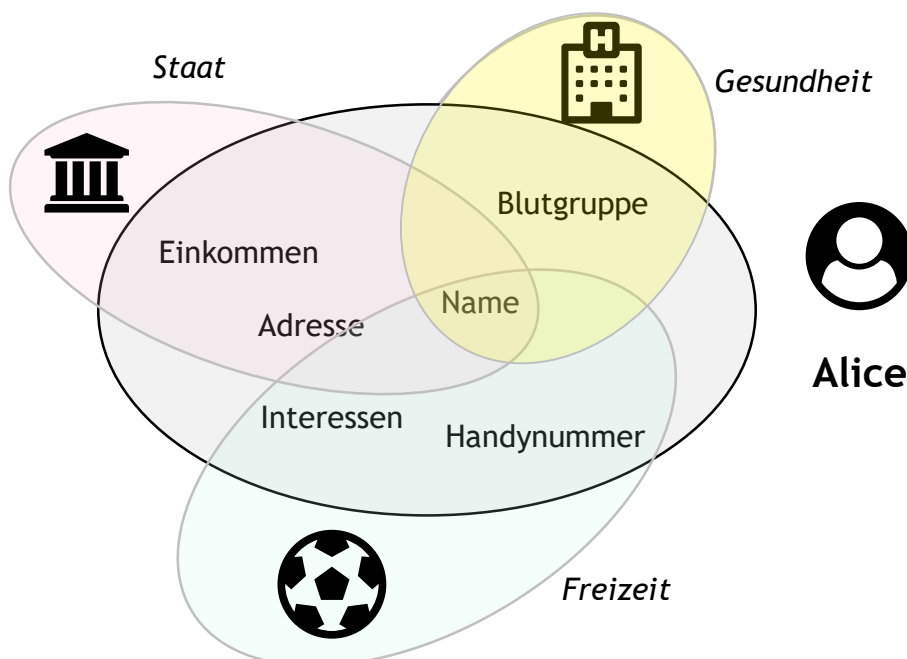 Staat
Gesundheit
Blutgruppe
Einkommen
Name
Adresse
Alice
Interessen
Handynummer
Freizeit